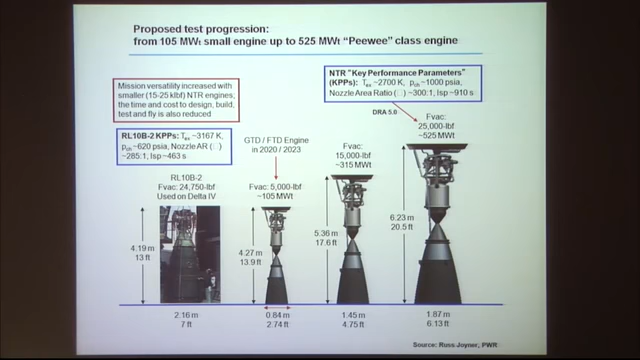 Proposed test progression:
from 105 MWt small engine up to 525 MWt “Peewee” class engine
Mission versatility increased with
smaller (15-25 klbf) NTR engines;
the time and cost to design, build,
test and fly is also reduced
NTR “Key Performance Parameters”
(KPPs): Tex ~2700 K; pch ~1000 psia,
Nozzle Area Ratio (□) ~300:1, Isp ~910 s
DRA 5.0
RL10B-2 KPPs: Tex ~3167 K,
pch ~620 psia, Nozzle AR (□)
~285:1, Isp ~463 s
GTD / FTD Engine
in 2020 / 2023
RL10B-2
Fvac: 24,750-lbf
Used on Delta IV
Fvac: 5,000-lbf
~105 MWt
Fvac:
15,000-lbf
~315 MWt
Fvac:
25,000-lbf
~525 MWt
4.19 m
13 ft
4.27 m
13.9 ft
5.36 m
17.6 ft
6.23 m
20.5 ft
2.16 m
7 ft
0.84 m
2.74 ft
1.45 m
4.75 ft
1.87 m
6.13 ft
Source: Russ Joyner, PWR